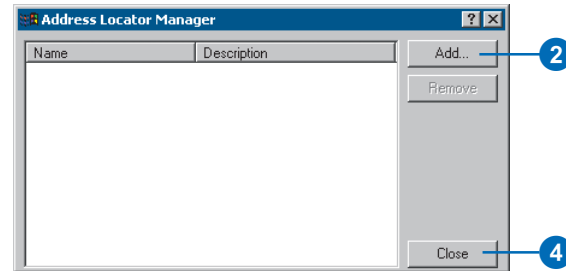 Address Locator Manager
Name Description
Add...
2
Remove
Close
4